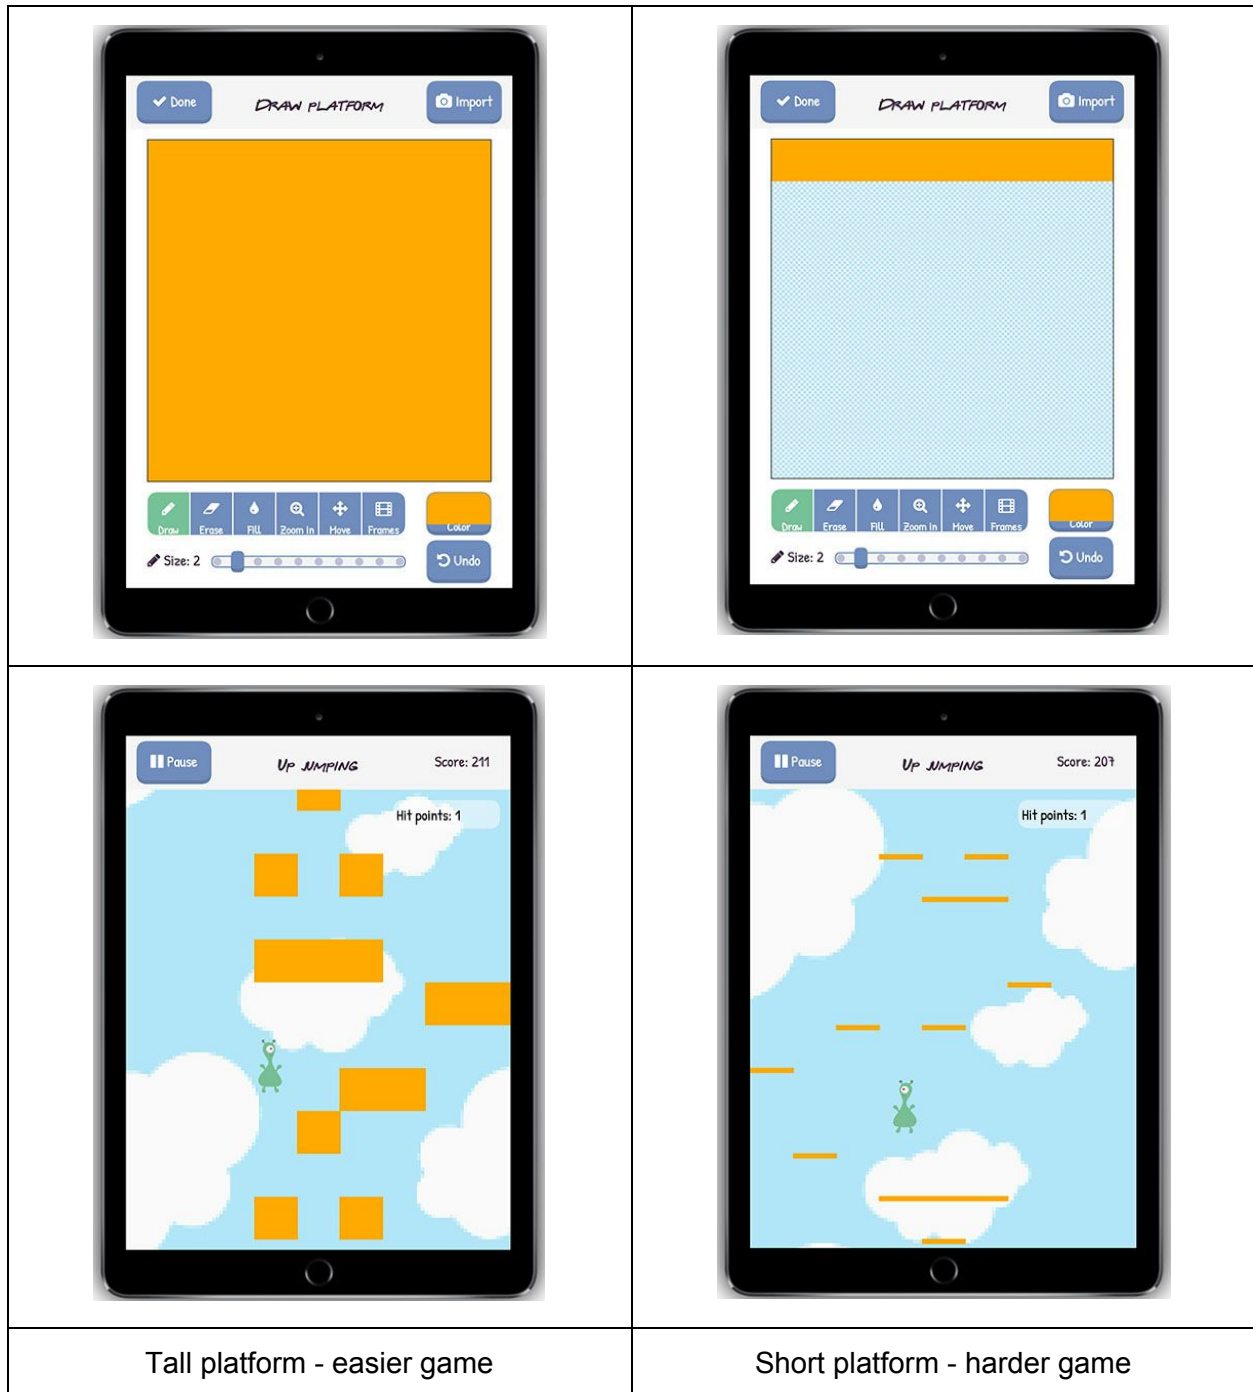 Done
DRAW PLATFORM
Import
Draw
Erase
Fill
Zoom In
Move
Frames
Color
Size: 2
Undo
Done
DRAW PLATFORM
Import
Draw
Erase
Fill
Zoom In
Move
Frames
Color
Size: 2
Undo
Pause
UP JUMPING
Score: 211
Hit points: 1
Pause
UP JUMPING
Score: 207
Hit points: 1
Tall platform - easier game
Short platform - harder game